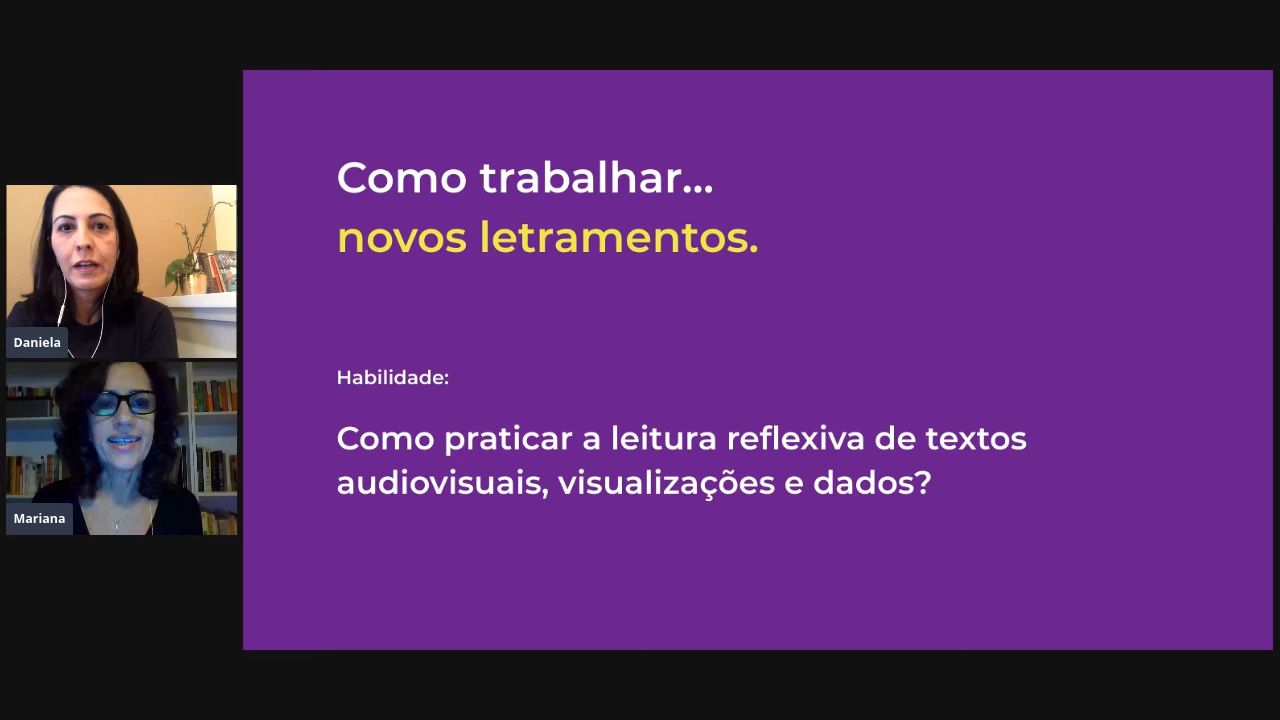 Como trabalhar...
novos letramentos.
Habilidade:
Como praticar a leitura reflexiva de textos
audiovisuais, visualizações e dados?
Daniela
Mariana